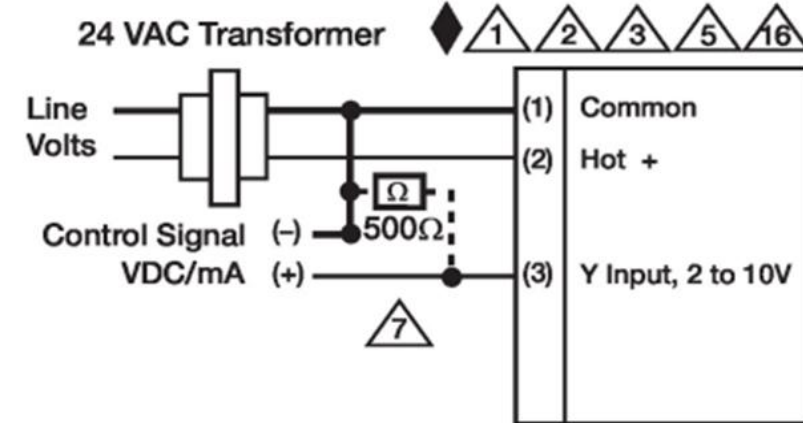 24 VAC Transformer
1 2 3 5 16
Line
Volts
(1) Common
(2) Hot +
Ω
500Ω
Control Signal (–)
VDC/mA (+)
(3) Y Input, 2 to 10V
7